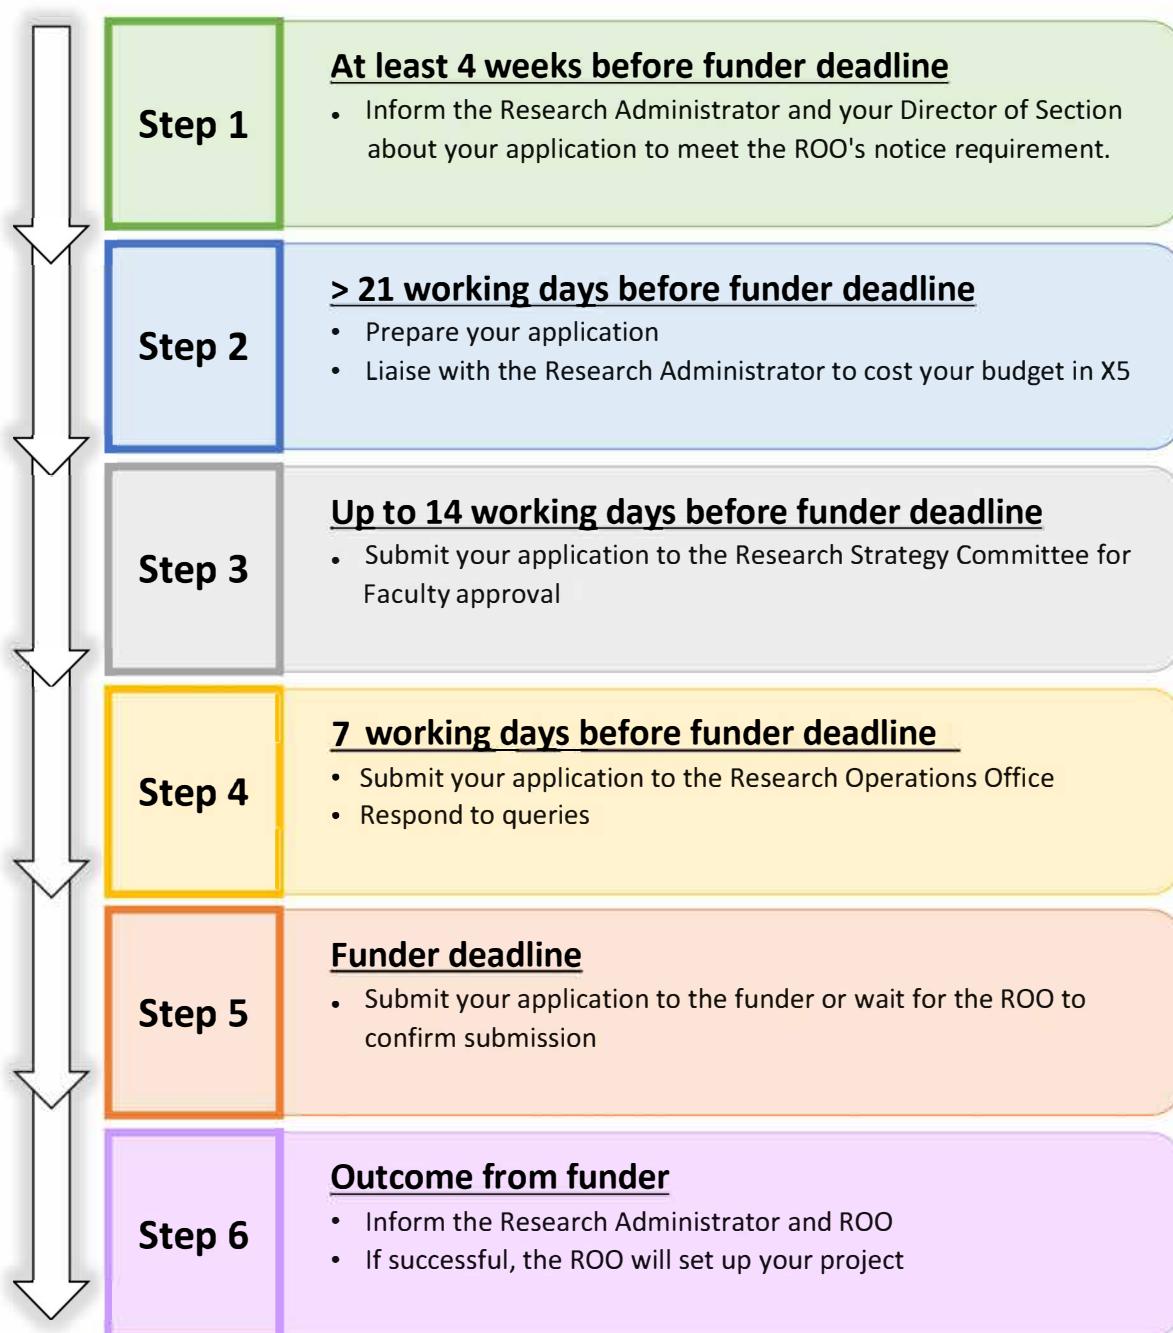 Step 1
At least 4 weeks before funder deadline
• Inform the Research Administrator and your Director of Section
about your application to meet the ROO's notice requirement.
Step 2
> 21 working days before funder deadline
• Prepare your application
• Liaise with the Research Administrator to cost your budget in X5
Step 3
Up to 14 working days before funder deadline
• Submit your application to the Research Strategy Committee for
Faculty approval
Step 4
7 working days before funder deadline
• Submit your application to the Research Operations Office
• Respond to queries
Step 5
Funder deadline
• Submit your application to the funder or wait for the ROO to
confirm submission
Step 6
Outcome from funder
• Inform the Research Administrator and ROO
• If successful, the ROO will set up your project